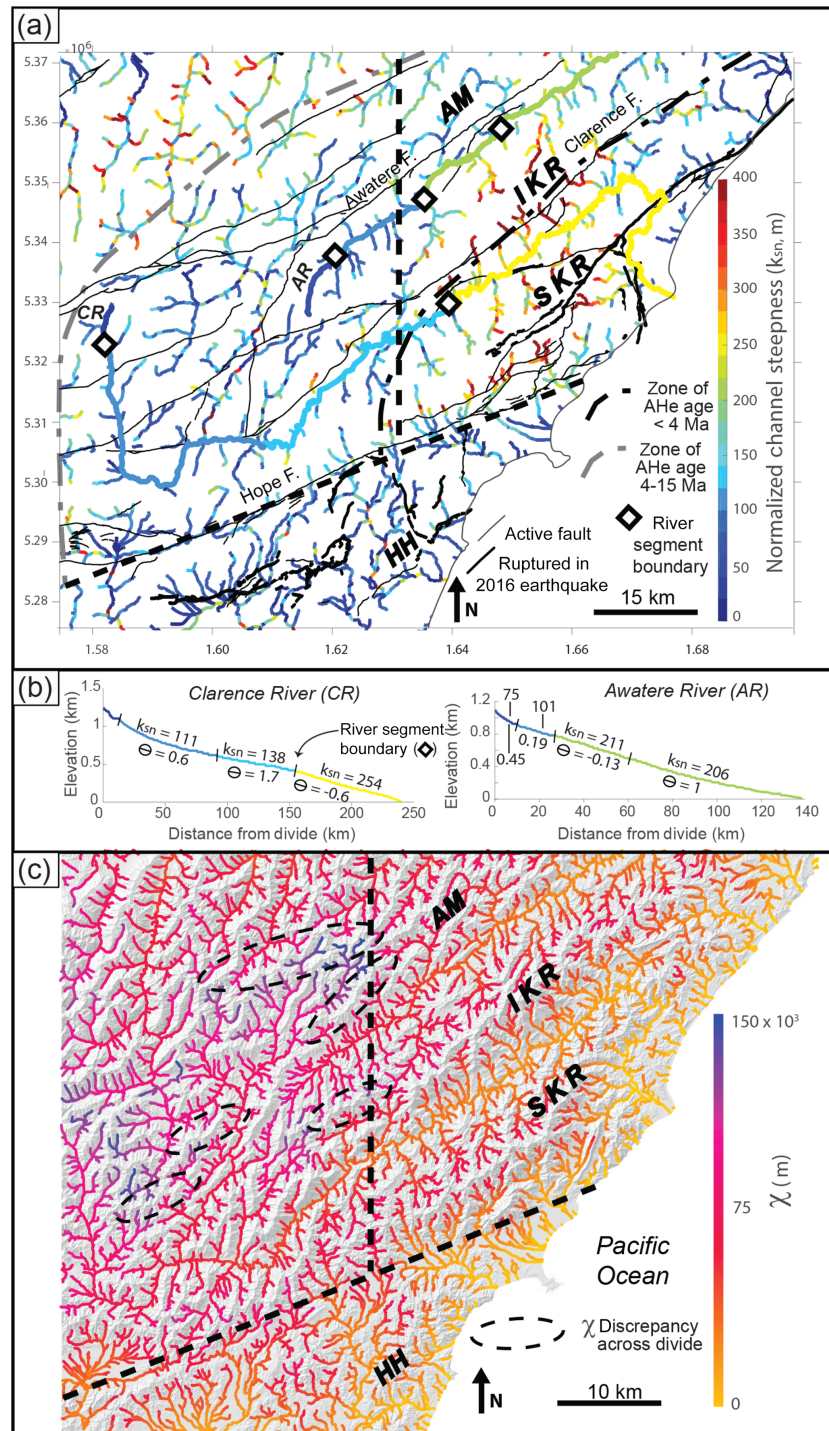 (a)
×10⁶
5.37
5.36
5.35
5.34
5.33
5.32
5.31
5.30
5.29
5.28
1.58
1.60
1.62
1.64
1.66
1.68
AM
Awatere F.
IKR
Clarence F.
SKR
AR
CR
Hope F.
HH
400
350
300
250
200
150
100
50
0
Normalized channel steepness (ksn, m)
Zone of
AHe age
< 4 Ma
Zone of
AHe age
4-15 Ma
River
segment
boundary
Active fault
Ruptured in
2016 earthquake
N
15 km
(b)
Clarence River (CR)
Elevation (km)
1.5
1
0.5
0
ksn = 111
⊖ = 0.6
ksn = 138
⊖ = 1.7
ksn = 254
⊖ = -0.6
River segment
boundary (◇)
0 50 100 150 200 250
Distance from divide (km)
Awatere River (AR)
Elevation (km)
1.2
0.8
0.4
0
75
0.45
101
0.19
ksn = 211
⊖ = -0.13
ksn = 206
⊖ = 1
0 20 40 60 80 100 120 140
Distance from divide (km)
(c)
AM
IKR
SKR
HH
150 x 10³
75
0
χ (m)
Pacific
Ocean
χ Discrepancy
across divide
N
10 km